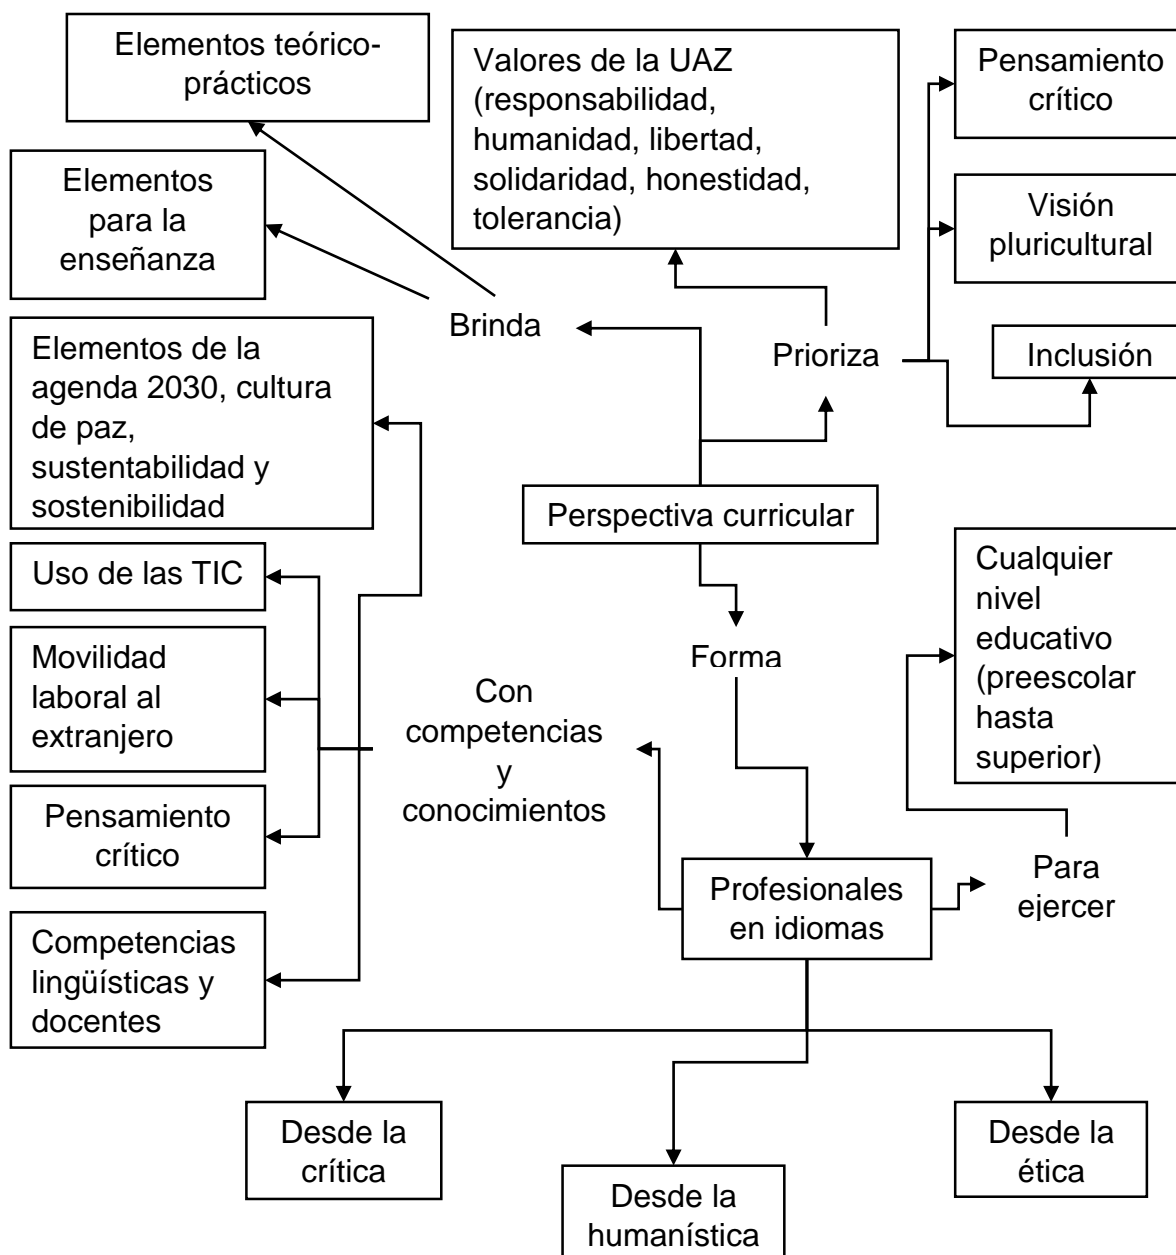 Elementos teórico-
prácticos
Valores de la UAZ
(responsabilidad,
humanidad, libertad,
solidaridad, honestidad,
tolerancia)
Pensamiento
crítico
Elementos
para la
enseñanza
Visión
pluricultural
Brinda
Prioriza
Inclusión
Elementos de la
agenda 2030, cultura
de paz,
sustentabilidad y
sostenibilidad
Perspectiva curricular
Cualquier
nivel
educativo
(preescolar
hasta
superior)
Uso de las TIC
Movilidad
laboral al
extranjero
Forma
Con
competencias
y
conocimientos
Pensamiento
crítico
Profesionales
en idiomas
Para
ejercer
Competencias
lingüísticas y
docentes
Desde la
crítica
Desde la
humanística
Desde la
ética